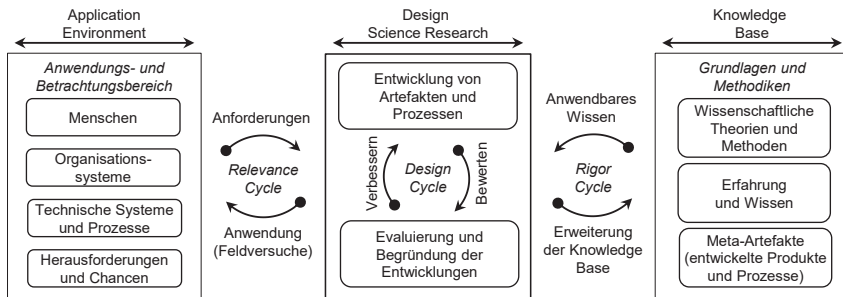 Application
Environment
Design
Science Research
Knowledge
Base
Anwendungs- und
Betrachtungsbereich
Menschen
Organisations-
systeme
Technische Systeme
und Prozesse
Herausforderungen
und Chancen
Anforderungen
Relevance
Cycle
Anwendung
(Feldversuche)
Entwicklung von
Artefakten und
Prozessen
Verbessern
Design
Cycle
Bewerten
Evaluierung und
Begründung der
Entwicklungen
Anwendbares
Wissen
Rigor
Cycle
Erweiterung
der Knowledge
Base
Grundlagen und
Methodiken
Wissenschaftliche
Theorien und
Methoden
Erfahrung
und Wissen
Meta-Artefakte
(entwickelte Produkte
und Prozesse)